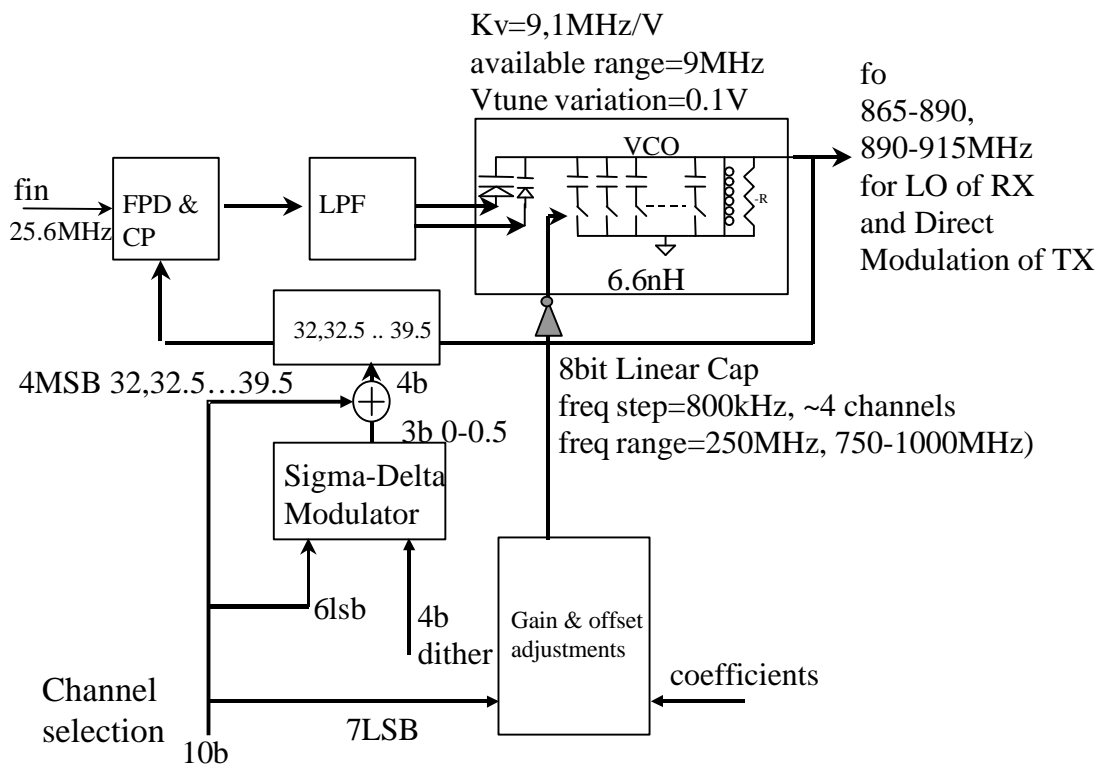 Kv=9,1MHz/V
available range=9MHz
Vtune variation=0.1V
fo
865-890,
890-915MHz
for LO of RX
and Direct
Modulation of TX
VCO
-R
6.6nH
fin
25.6MHz
FPD &
CP
LPF
32,32.5 .. 39.5
4MSB 32,32.5…39.5
4b
3b 0-0.5
8bit Linear Cap
freq step=800kHz, ~4 channels
freq range=250MHz, 750-1000MHz)
Sigma-Delta
Modulator
6lsb
4b
dither
Gain & offset
adjustments
coefficients
Channel
selection
7LSB
10b